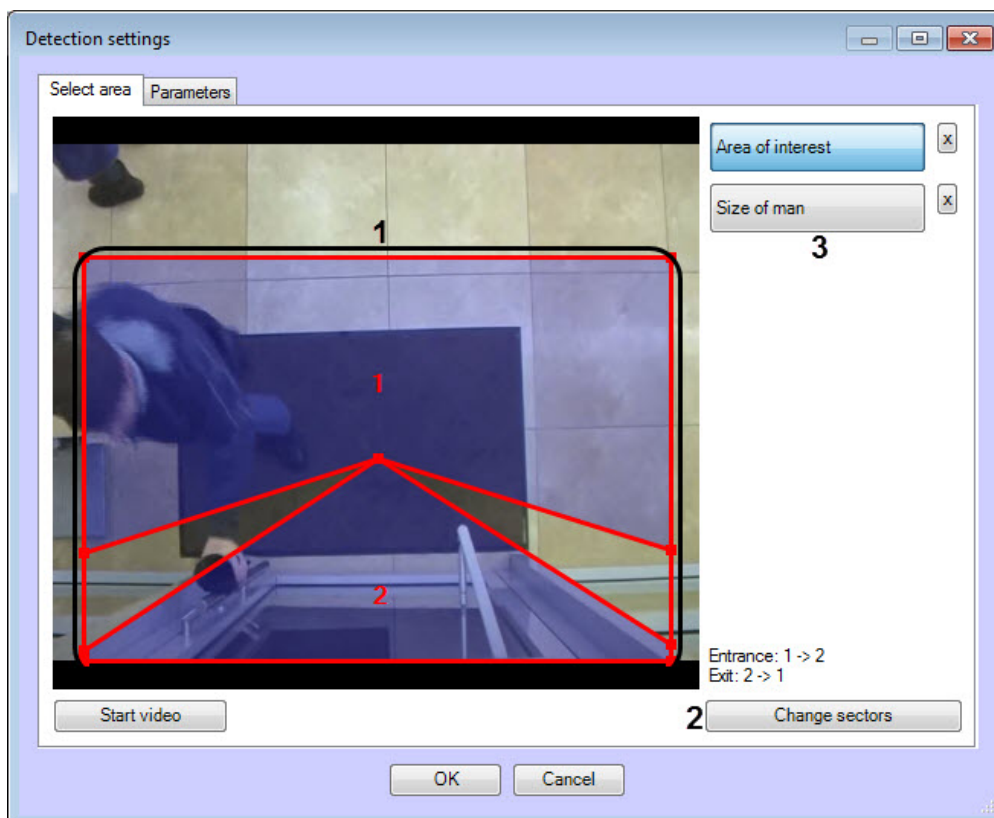 Detection settings
Select area
Parameters
Area of interest
x
Size of man
x
1
3
1
2
Entrance: 1 -> 2
Exit: 2 -> 1
Start video
2
Change sectors
OK
Cancel